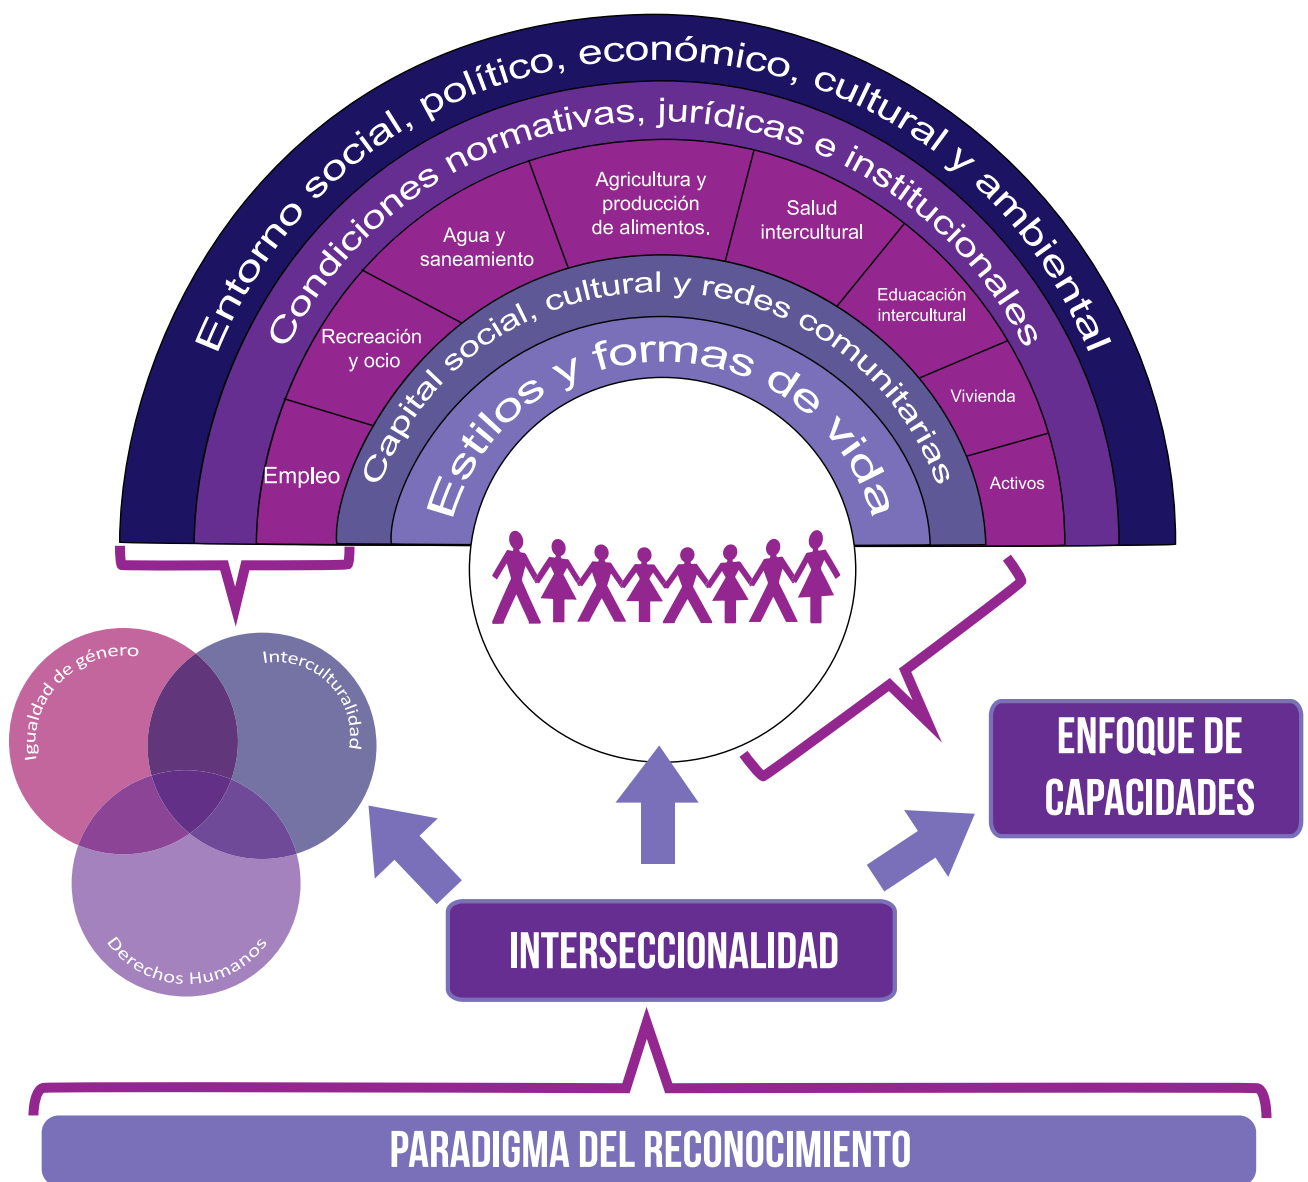 Entorno social, político, económico, cultural y ambiental
Condiciones normativas, jurídicas e institucionales
Empleo
Recreación
y ocio
Agua y
saneamiento
Agricultura y
producción
de alimentos.
Salud
intercultural
Eduacación
intercultural
Vivienda
Activos
Capital social, cultural y redes comunitarias
Estilos y formas de vida
Igualdad de género
Interculturalidad
Derechos Humanos
ENFOQUE DE
CAPACIDADES
INTERSECCIONALIDAD
PARADIGMA DEL RECONOCIMIENTO